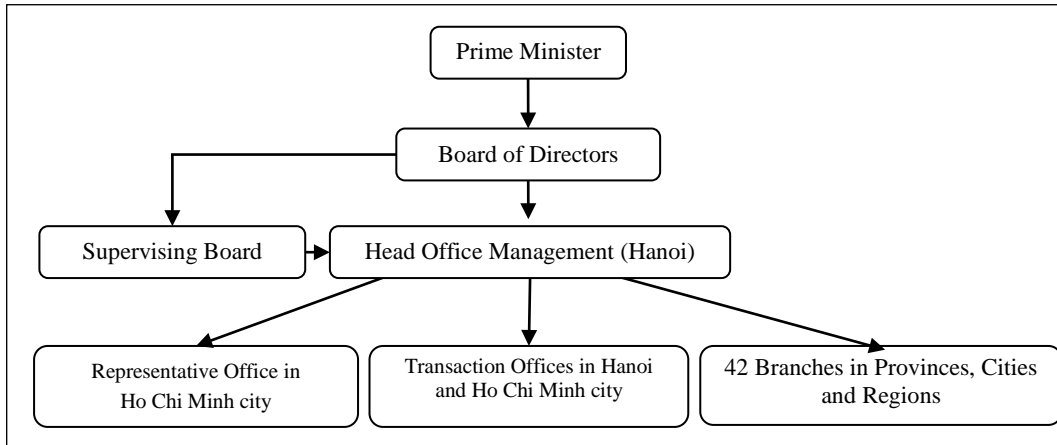 Prime Minister
Board of Directors
Supervising Board
Head Office Management (Hanoi)
Representative Office in
Ho Chi Minh city
Transaction Offices in Hanoi
and Ho Chi Minh city
42 Branches in Provinces, Cities
and Regions